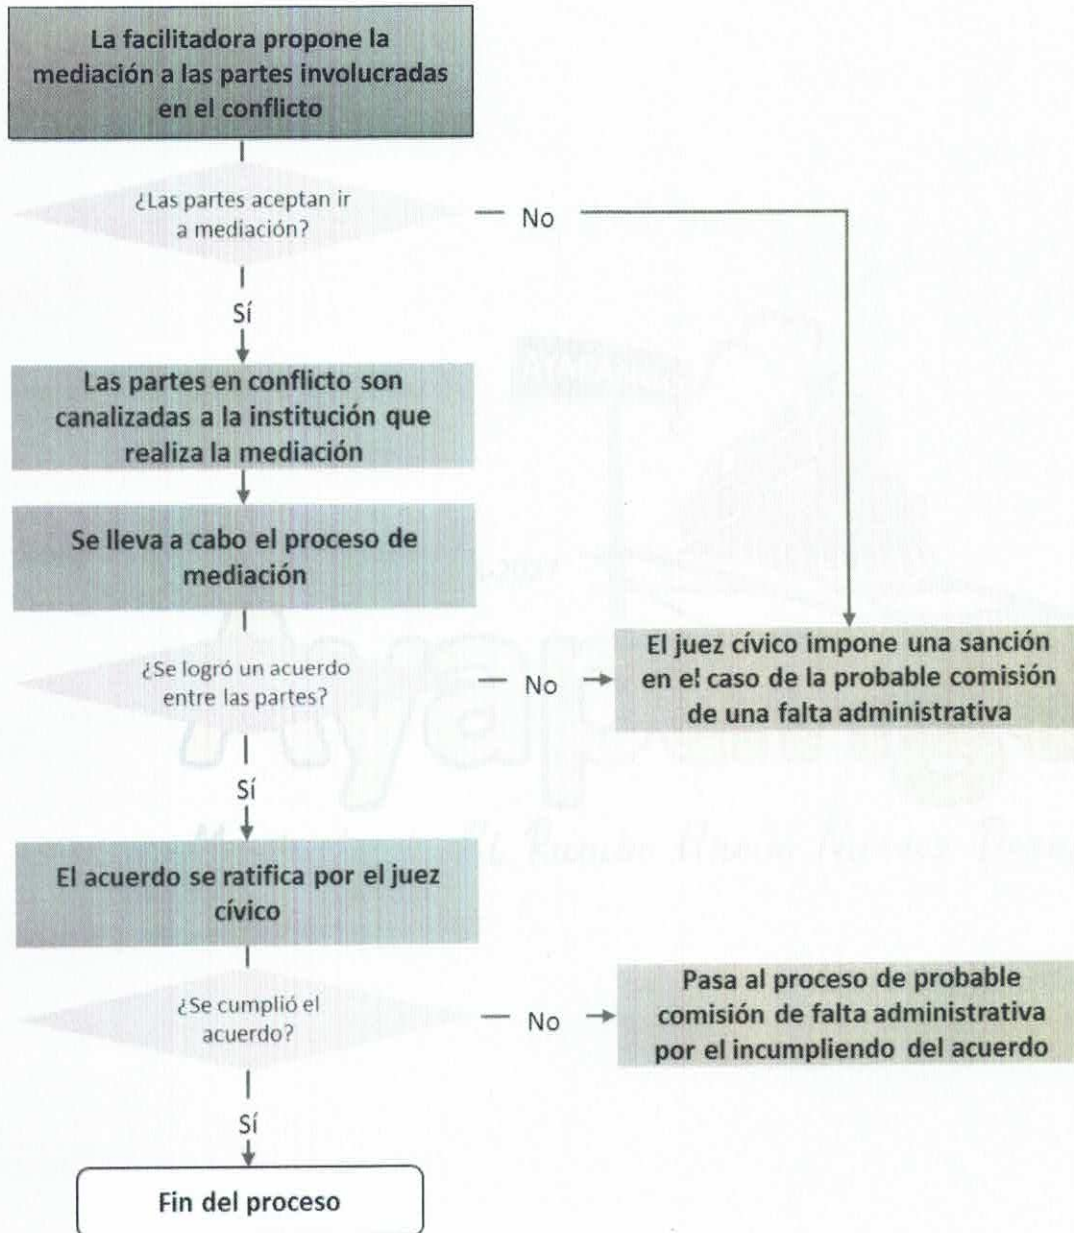 La facilitadora propone la
mediación a las partes involucradas
en el conflicto
¿Las partes aceptan ir
a mediación?
No
Sí
Las partes en conflicto son
canalizadas a la institución que
realiza la mediación
Se lleva a cabo el proceso de
mediación
¿Se logró un acuerdo
entre las partes?
No
El juez cívico impone una sanción
en el caso de la probable comisión
de una falta administrativa
Sí
El acuerdo se ratifica por el juez
cívico
¿Se cumplió el
acuerdo?
No
Pasa al proceso de probable
comisión de falta administrativa
por el incumpliendo del acuerdo
Sí
Fin del proceso